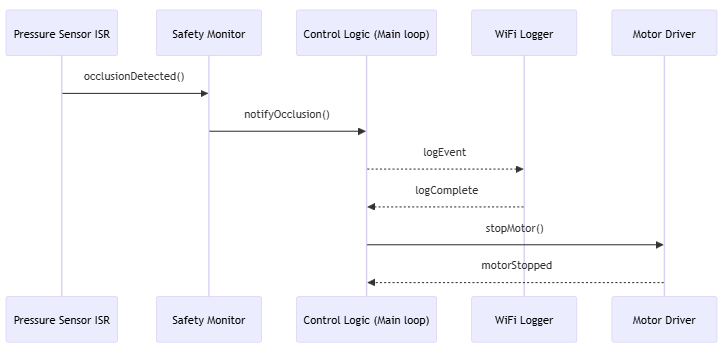 Pressure Sensor ISR
Safety Monitor
Control Logic (Main loop)
WiFi Logger
Motor Driver
occlusionDetected()
notifyOcclusion()
logEvent
logComplete
stopMotor()
motorStopped
Pressure Sensor ISR
Safety Monitor
Control Logic (Main loop)
WiFi Logger
Motor Driver